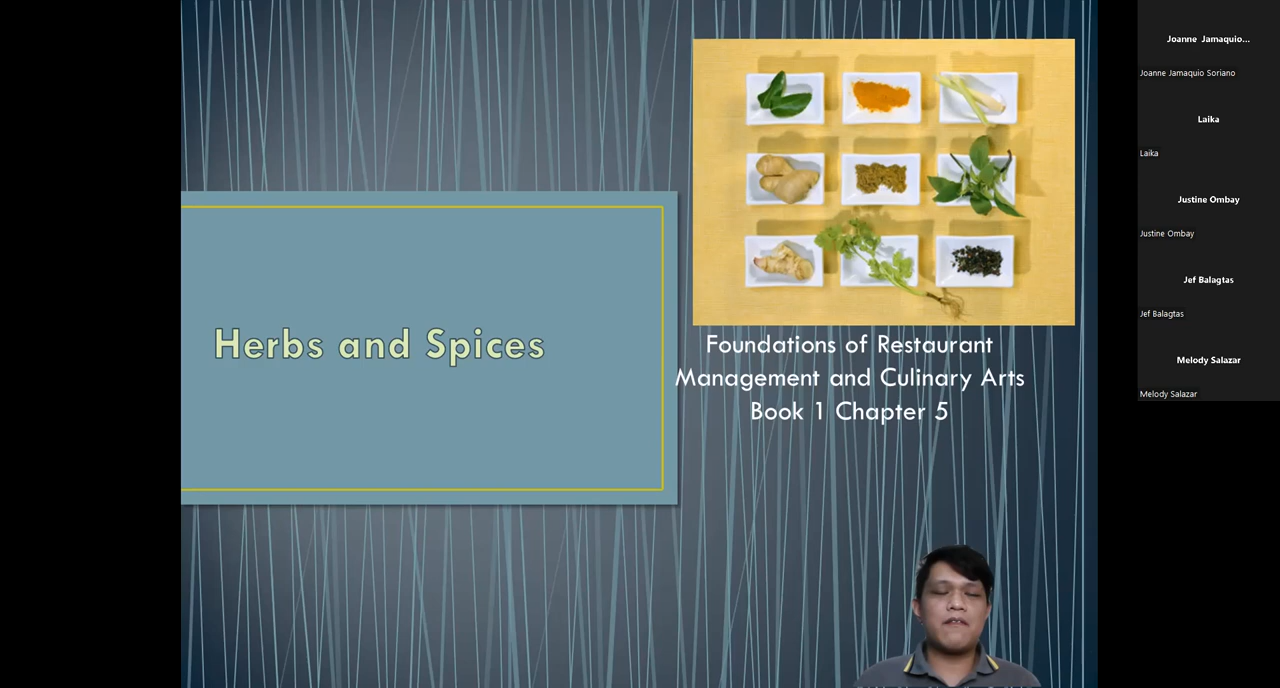 Herbs and Spices
Foundations of Restaurant
Management and Culinary Arts
Book 1 Chapter 5
Joanne Jamaquio...
Joanne Jamaquio Soriano
Laika
Laika
Justine Ombay
Justine Ombay
Jef Balagtas
Jef Balagtas
Melody Salazar
Melody Salazar